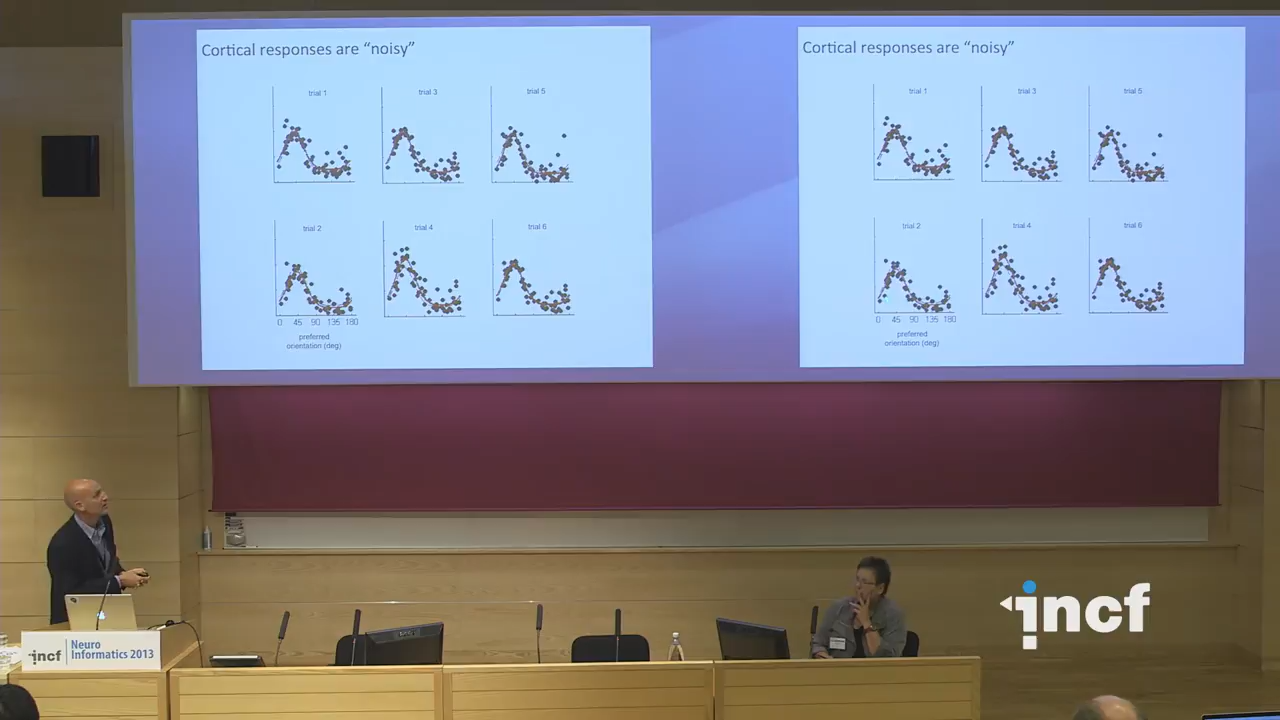 Cortical responses are “noisy”
trial 1
trial 3
trial 5
trial 2
trial 4
trial 6
0 45 90 135 180
preferred
orientation (deg)
Cortical responses are “noisy”
trial 1
trial 3
trial 5
trial 2
trial 4
trial 6
0 45 90 135 180
preferred
orientation (deg)
incf
Neuro
Informatics 2013
incf